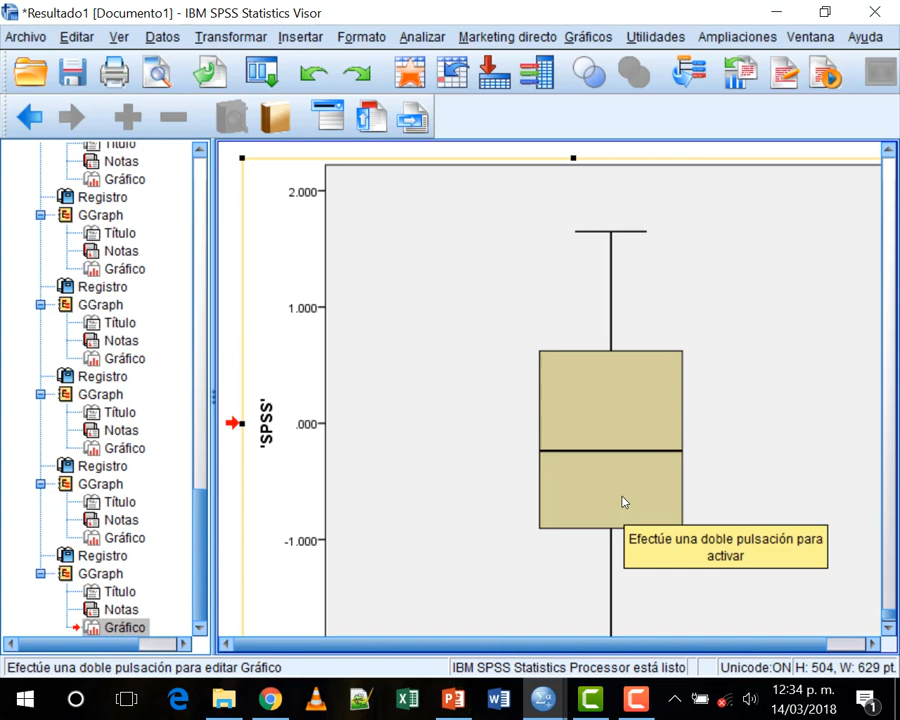 *Resultado1 [Documento1] - IBM SPSS Statistics Visor
Archivo Editar Ver Datos Transformar Insertar Formato Analizar Marketing directo Gráficos Utilidades Ampliaciones Ventana Ayuda
Título
Notas
Gráfico
Registro
GGraph
Título
Notas
Gráfico
Registro
GGraph
Título
Notas
Gráfico
Registro
GGraph
Título
Notas
Gráfico
Registro
GGraph
Título
Notas
Gráfico
Registro
GGraph
Título
Notas
Gráfico
2.000
1.000
.000
-1.000
'SPSS'
Efectúe una doble pulsación para
activar
Efectúe una doble pulsación para editar Gráfico IBM SPSS Statistics Processor está listo Unicode:ON H: 504, W: 629 pt.
12:34 p. m.
14/03/2018
1